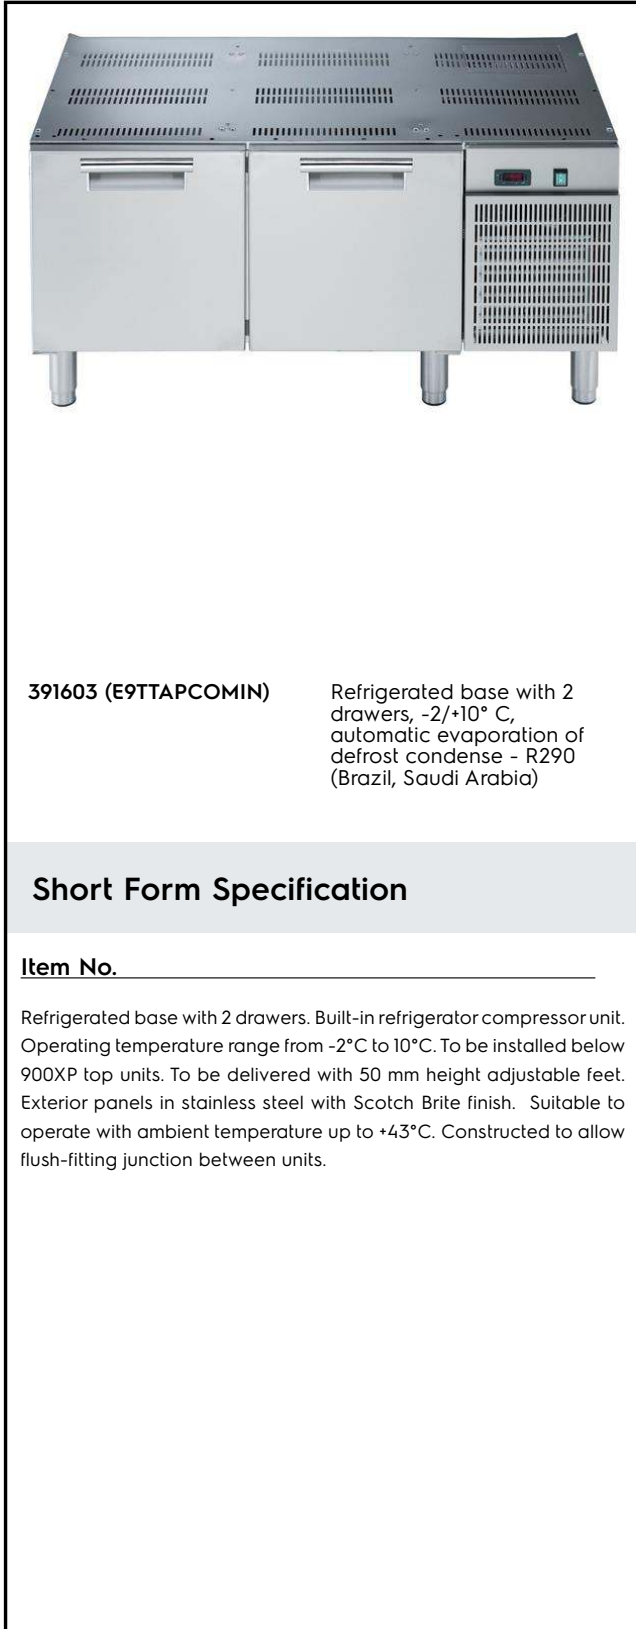 391603 (E9TTAPCOMIN)
Refrigerated base with 2
drawers, -2/+10° C,
automatic evaporation of
defrost condense - R290
(Brazil, Saudi Arabia)
Short Form Specification
Item No.
Refrigerated base with 2 drawers. Built-in refrigerator compressor unit.
Operating temperature range from -2°C to 10°C. To be installed below
900XP top units. To be delivered with 50 mm height adjustable feet.
Exterior panels in stainless steel with Scotch Brite finish. Suitable to
operate with ambient temperature up to +43°C. Constructed to allow
flush-fitting junction between units.